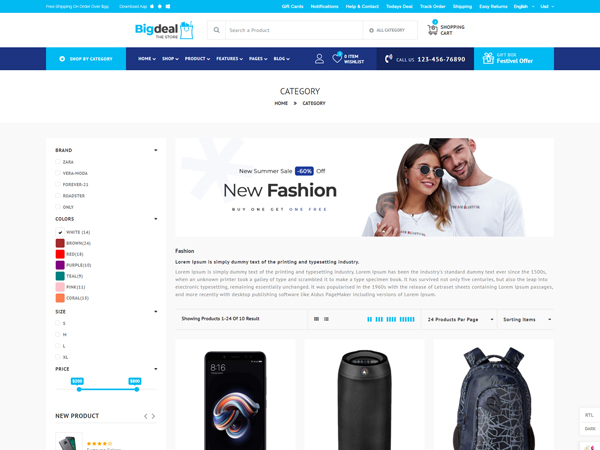 Free Shipping On Order Over $99
Download App
Gift Cards
Notifications
Help & Contact
Todays Deal
Track Order
Shipping
Easy Returns
English
Usd
Bigdeal
THE STORE
Search a Product
ALL CATEGORY
0
SHOPPING
CART
SHOP BY CATEGORY
HOME
SHOP
PRODUCT
FEATURES
PAGES
BLOG
0 ITEM
WISHLIST
CALL US 123-456-76890
GIFT BOX
Festivel Offer
CATEGORY
HOME » CATEGORY
BRAND
ZARA
VERA-MODA
FOREVER-21
ROADSTER
ONLY
COLORS
WHITE (14)
BROWN(24)
RED(18)
PURPLE(10)
TEAL(9)
PINK(11)
CORAL(13)
SIZE
S
M
L
XL
PRICE
$200
$800
NEW PRODUCT
New Summer Sale -60% Off
New Fashion
BUY ONE GET ONE FREE
Fashion
Lorem Ipsum is simply dummy text of the printing and typesetting industry.
Lorem Ipsum is simply dummy text of the printing and typesetting industry. Lorem Ipsum has been the industry's standard dummy text ever since the 1500s,
when an unknown printer took a galley of type and scrambled it to make a type specimen book. It has survived not only five centuries, but also the leap into
electronic typesetting, remaining essentially unchanged. It was popularised in the 1960s with the release of Letraset sheets containing Lorem Ipsum passages,
and more recently with desktop publishing software like Aldus PageMaker including versions of Lorem Ipsum.
Showing Products 1-24 Of 10 Result
24 Products Per Page
Sorting Items
8:16
RTL
DARK